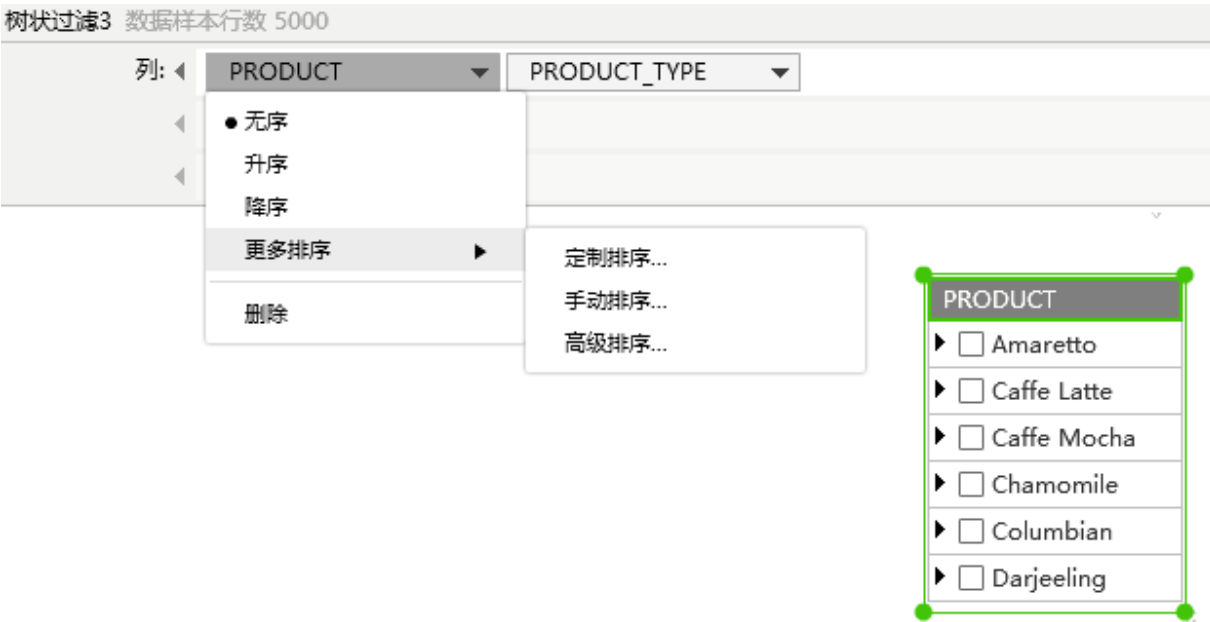 树状过滤3 数据样本行数 5000
列: PRODUCT PRODUCT_TYPE
无序
升序
降序
更多排序
删除
定制排序...
手动排序...
高级排序...
PRODUCT
Amaretto
Caffe Latte
Caffe Mocha
Chamomile
Columbian
Darjeeling